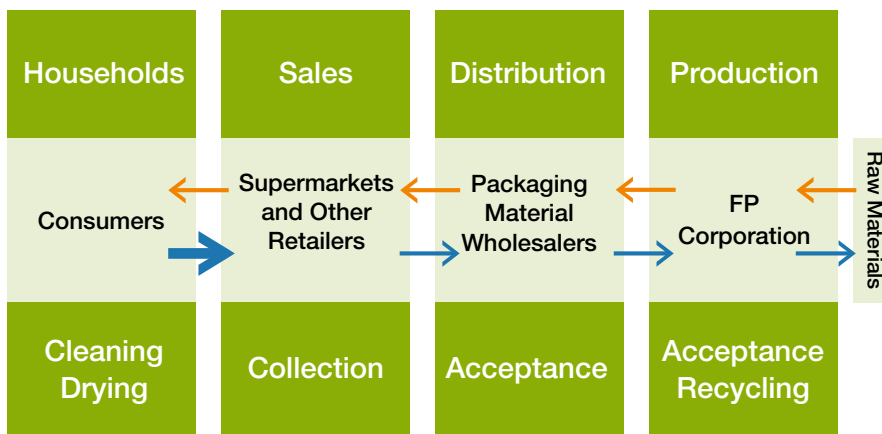 Households
Sales
Distribution
Production
Consumers
Supermarkets
and Other
Retailers
Packaging
Material
Wholesalers
FP
Corporation
Raw Materials
Cleaning
Drying
Collection
Acceptance
Acceptance
Recycling